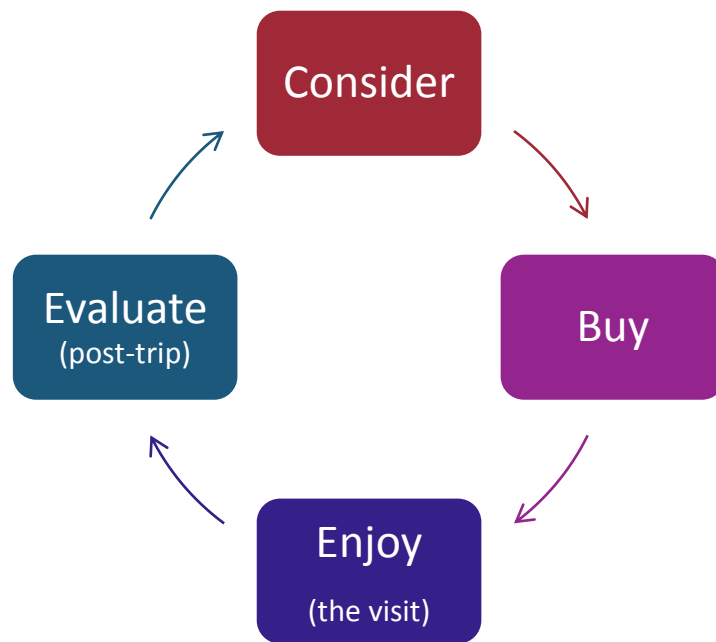 Consider
Buy
Enjoy
(the visit)
Evaluate
(post-trip)